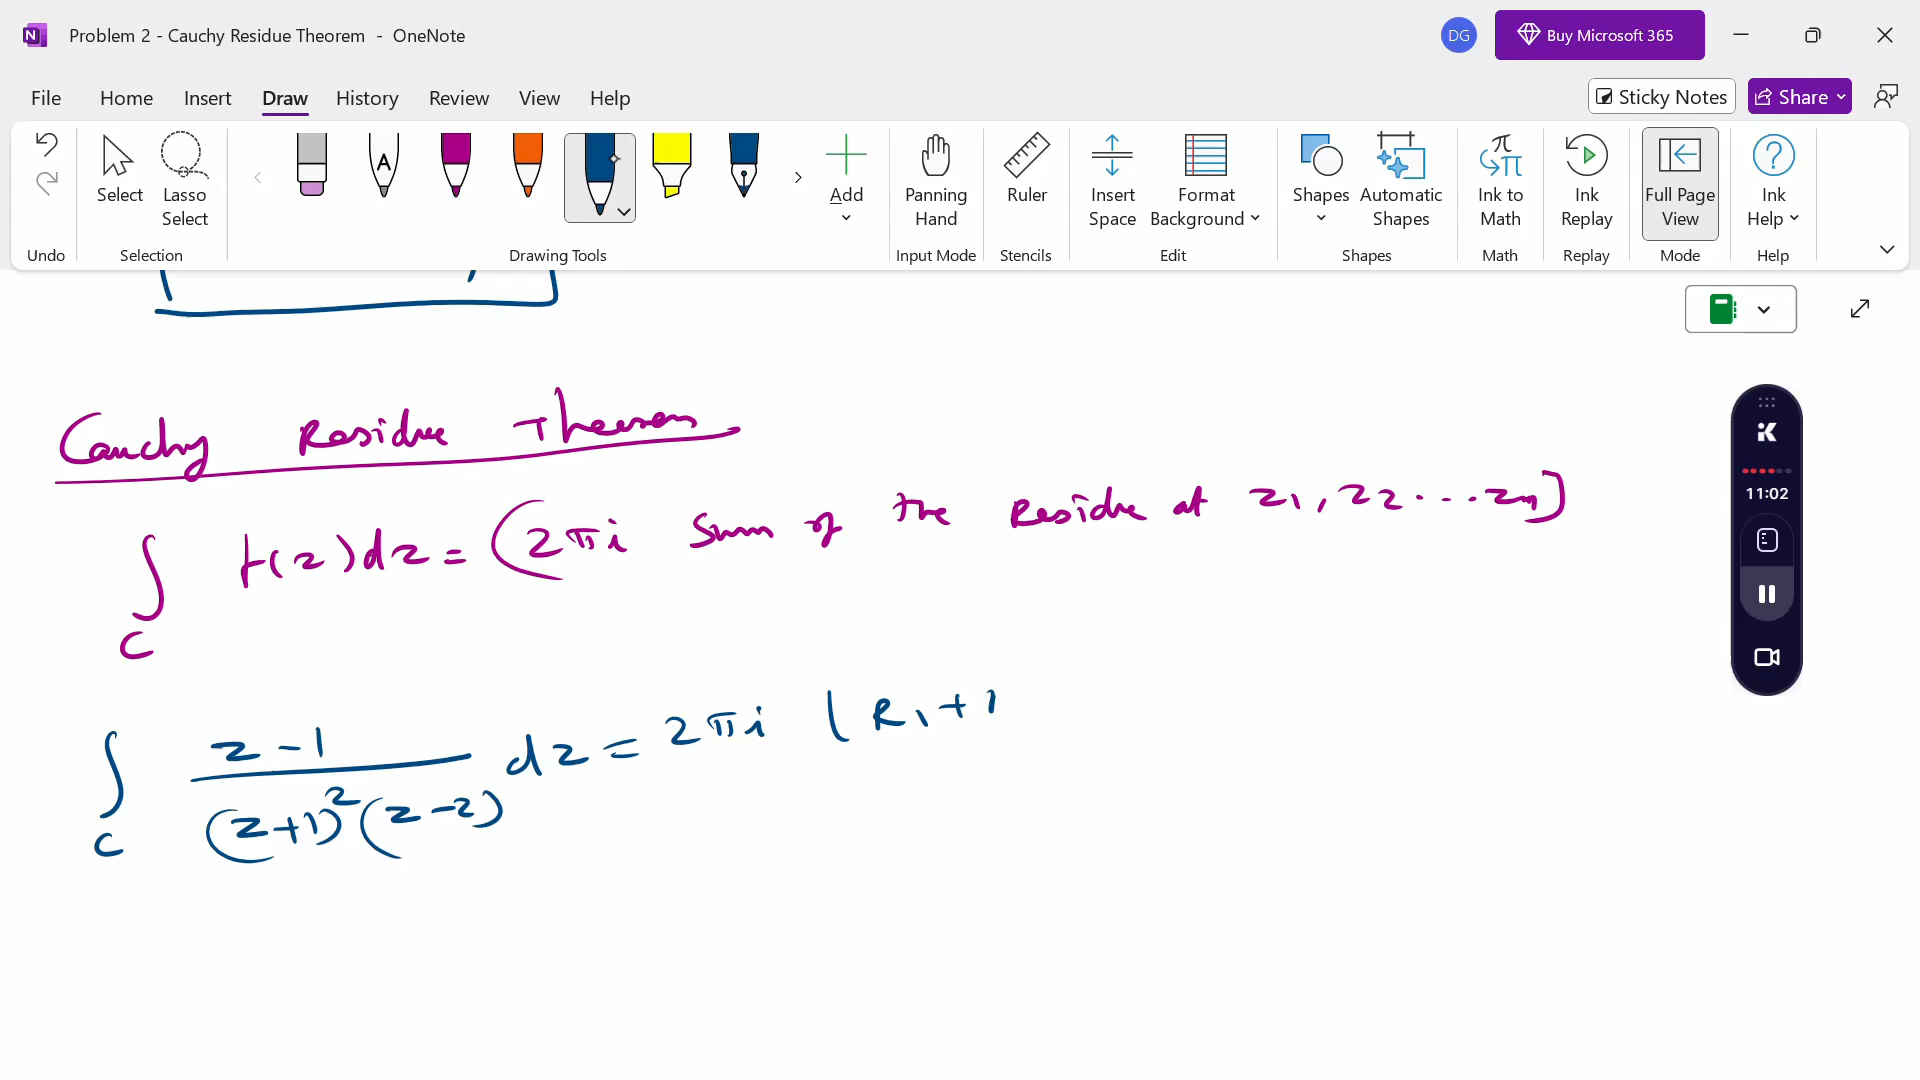 Problem 2 - Cauchy Residue Theorem - OneNote
DG
Buy Microsoft 365
File Home Insert Draw History Review View Help
Sticky Notes
Share
A
Select
Lasso Select
Add
Panning Hand
Ruler
Insert Space
Format Background
Shapes
Automatic Shapes
Ink to Math
Ink Replay
Full Page View
Ink Help
Undo Selection Drawing Tools Input Mode Stencils Edit Shapes Math Replay Mode Help
Cauchy Residue Theorem
∫_C f(z)dz = (2πi Sum of the Residue at z1, z2...zn]
11:02
∫_C (z-1)/((z+1)²(z-2)) dz = 2πi (R1+1